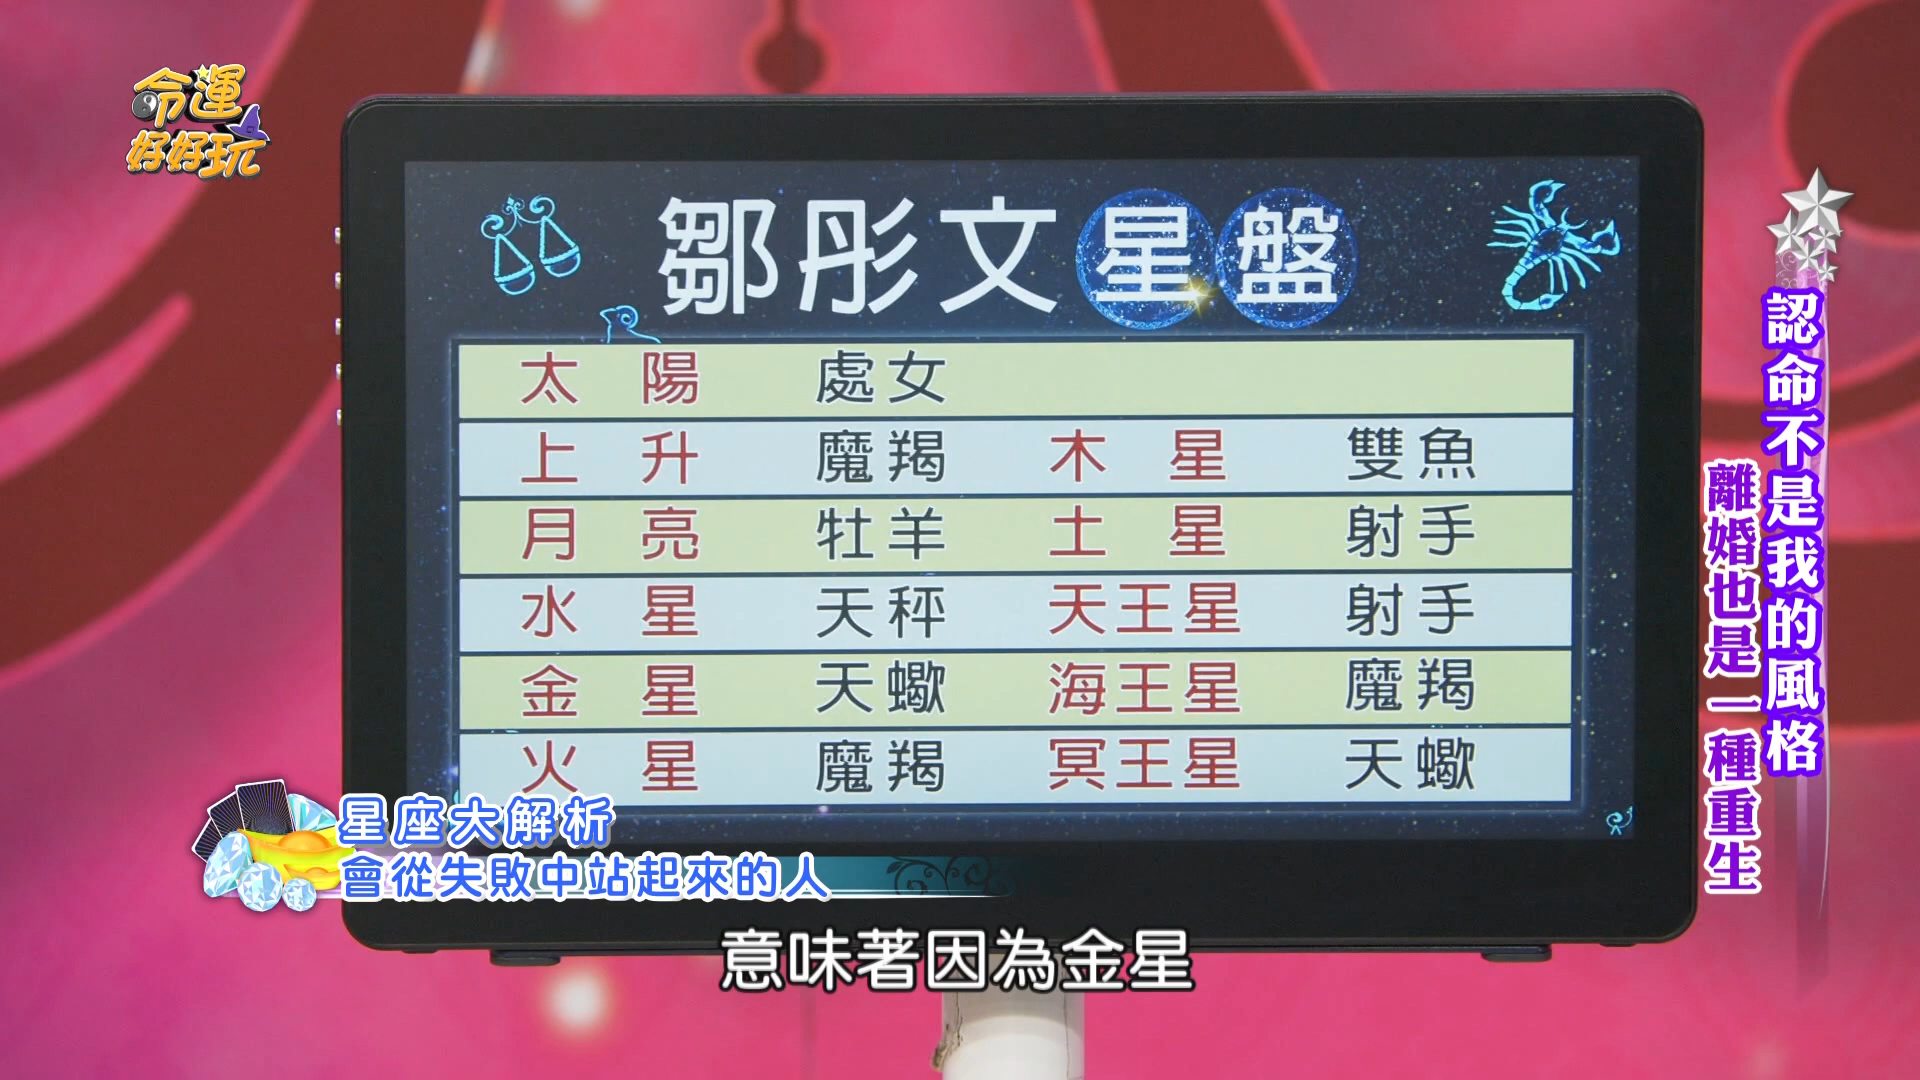 命運
好好玩
鄒彤文星盤
太陽 處女
上升 魔羯 木星 雙魚
月亮 牡羊 土星 射手
水星 天秤 天王星 射手
金星 天蠍 海王星 魔羯
火星 魔羯 冥王星 天蠍
認命不是我的風格
離婚也是一種重生
星座大解析
會從失敗中站起來的人
意味著因為金星